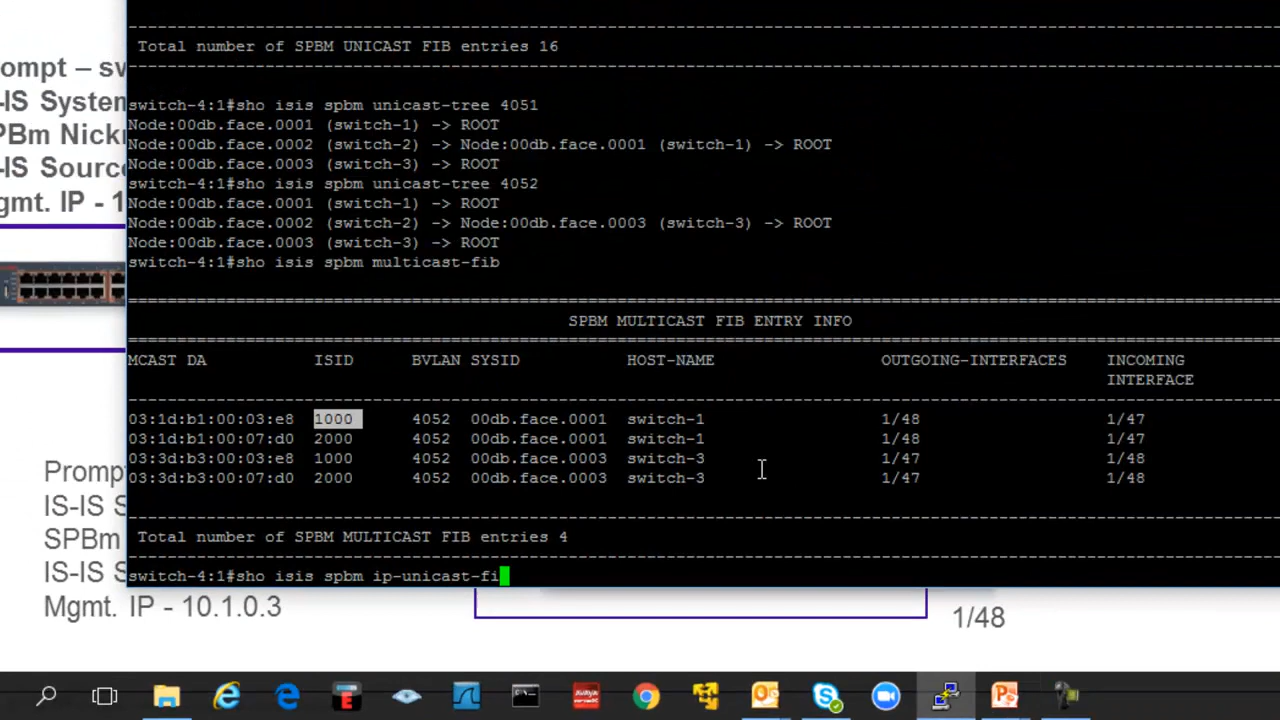 Total number of SPBM UNICAST FIB entries 16
switch-4:1#sho isis spbm unicast-tree 4051
Node:00db.face.0001 (switch-1) -> ROOT
Node:00db.face.0002 (switch-2) -> Node:00db.face.0001 (switch-1) -> ROOT
Node:00db.face.0003 (switch-3) -> ROOT
switch-4:1#sho isis spbm unicast-tree 4052
Node:00db.face.0001 (switch-1) -> ROOT
Node:00db.face.0002 (switch-2) -> Node:00db.face.0003 (switch-3) -> ROOT
Node:00db.face.0003 (switch-3) -> ROOT
switch-4:1#sho isis spbm multicast-fib
SPBM MULTICAST FIB ENTRY INFO
MCAST DA ISID BVLAN SYSID HOST-NAME OUTGOING-INTERFACES INCOMING
INTERFACE
03:1d:b1:00:03:e8 1000 4052 00db.face.0001 switch-1 1/48 1/47
03:1d:b1:00:07:d0 2000 4052 00db.face.0001 switch-1 1/48 1/47
03:3d:b3:00:03:e8 1000 4052 00db.face.0003 switch-3 1/47 1/48
03:3d:b3:00:07:d0 2000 4052 00db.face.0003 switch-3 1/47 1/48
Total number of SPBM MULTICAST FIB entries 4
switch-4:1#sho isis spbm ip-unicast-fi
ompt – sv
-IS System
PBm Nickn
-IS Source
gmt. IP - 1
Prompt
IS-IS S
SPBm
IS-IS S
Mgmt. IP - 10.1.0.3
1/48